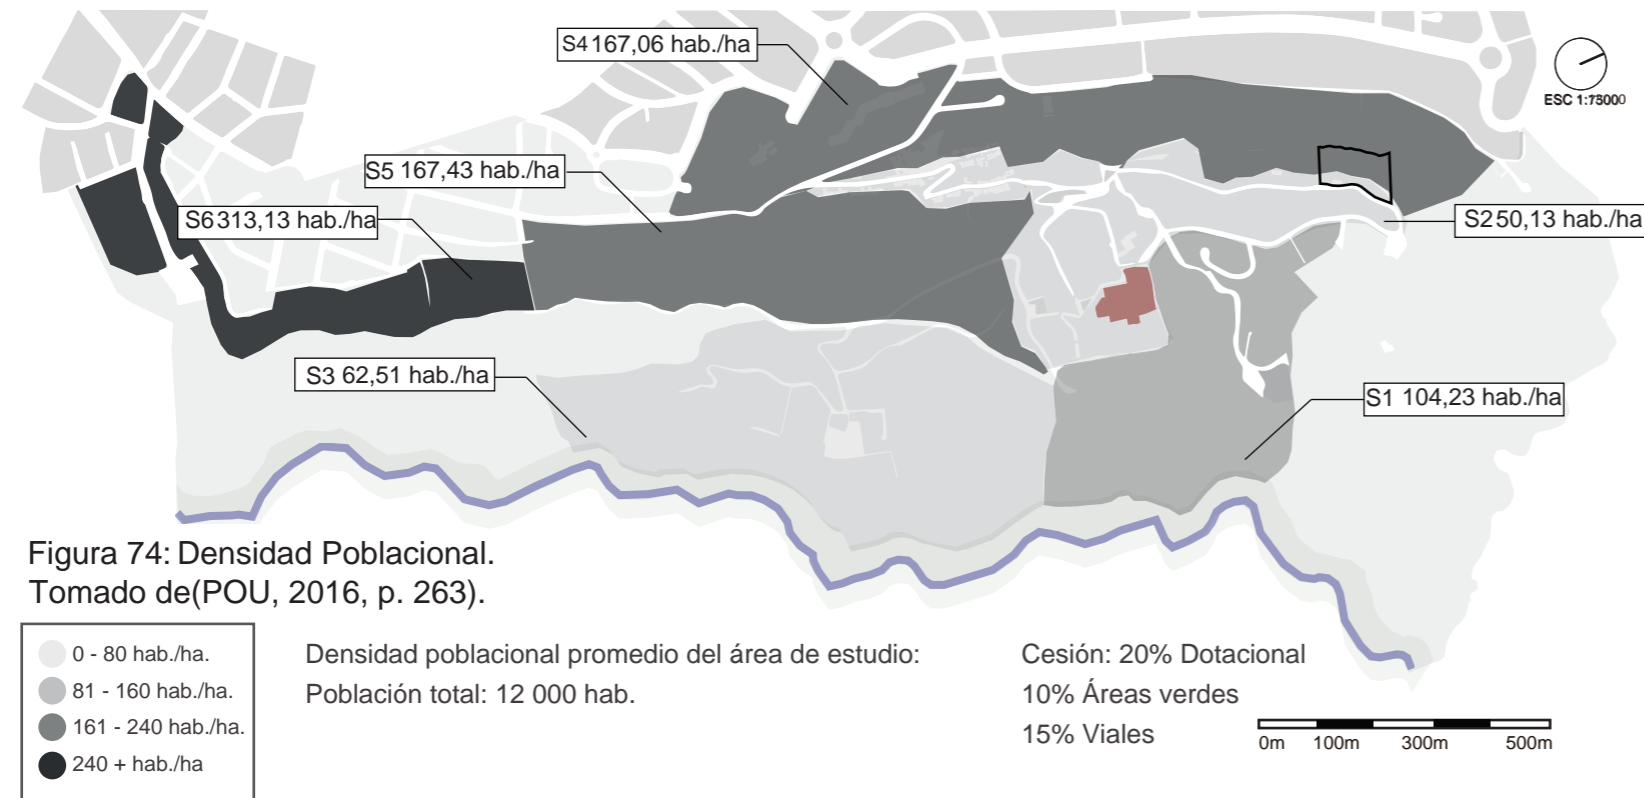 S4 167,06 hab./ha
ESC 1:75000
S5 167,43 hab./ha
S6 313,13 hab./ha
S2 50,13 hab./ha
S3 62,51 hab./ha
S1 104,23 hab./ha
Figura 74: Densidad Poblacional.
Tomado de(POU, 2016, p. 263).
0 - 80 hab./ha.
81 - 160 hab./ha.
161 - 240 hab./ha.
240 + hab./ha
Densidad poblacional promedio del área de estudio:
Población total: 12 000 hab.
Cesión: 20% Dotacional
10% Áreas verdes
15% Viales
0m 100m 300m 500m